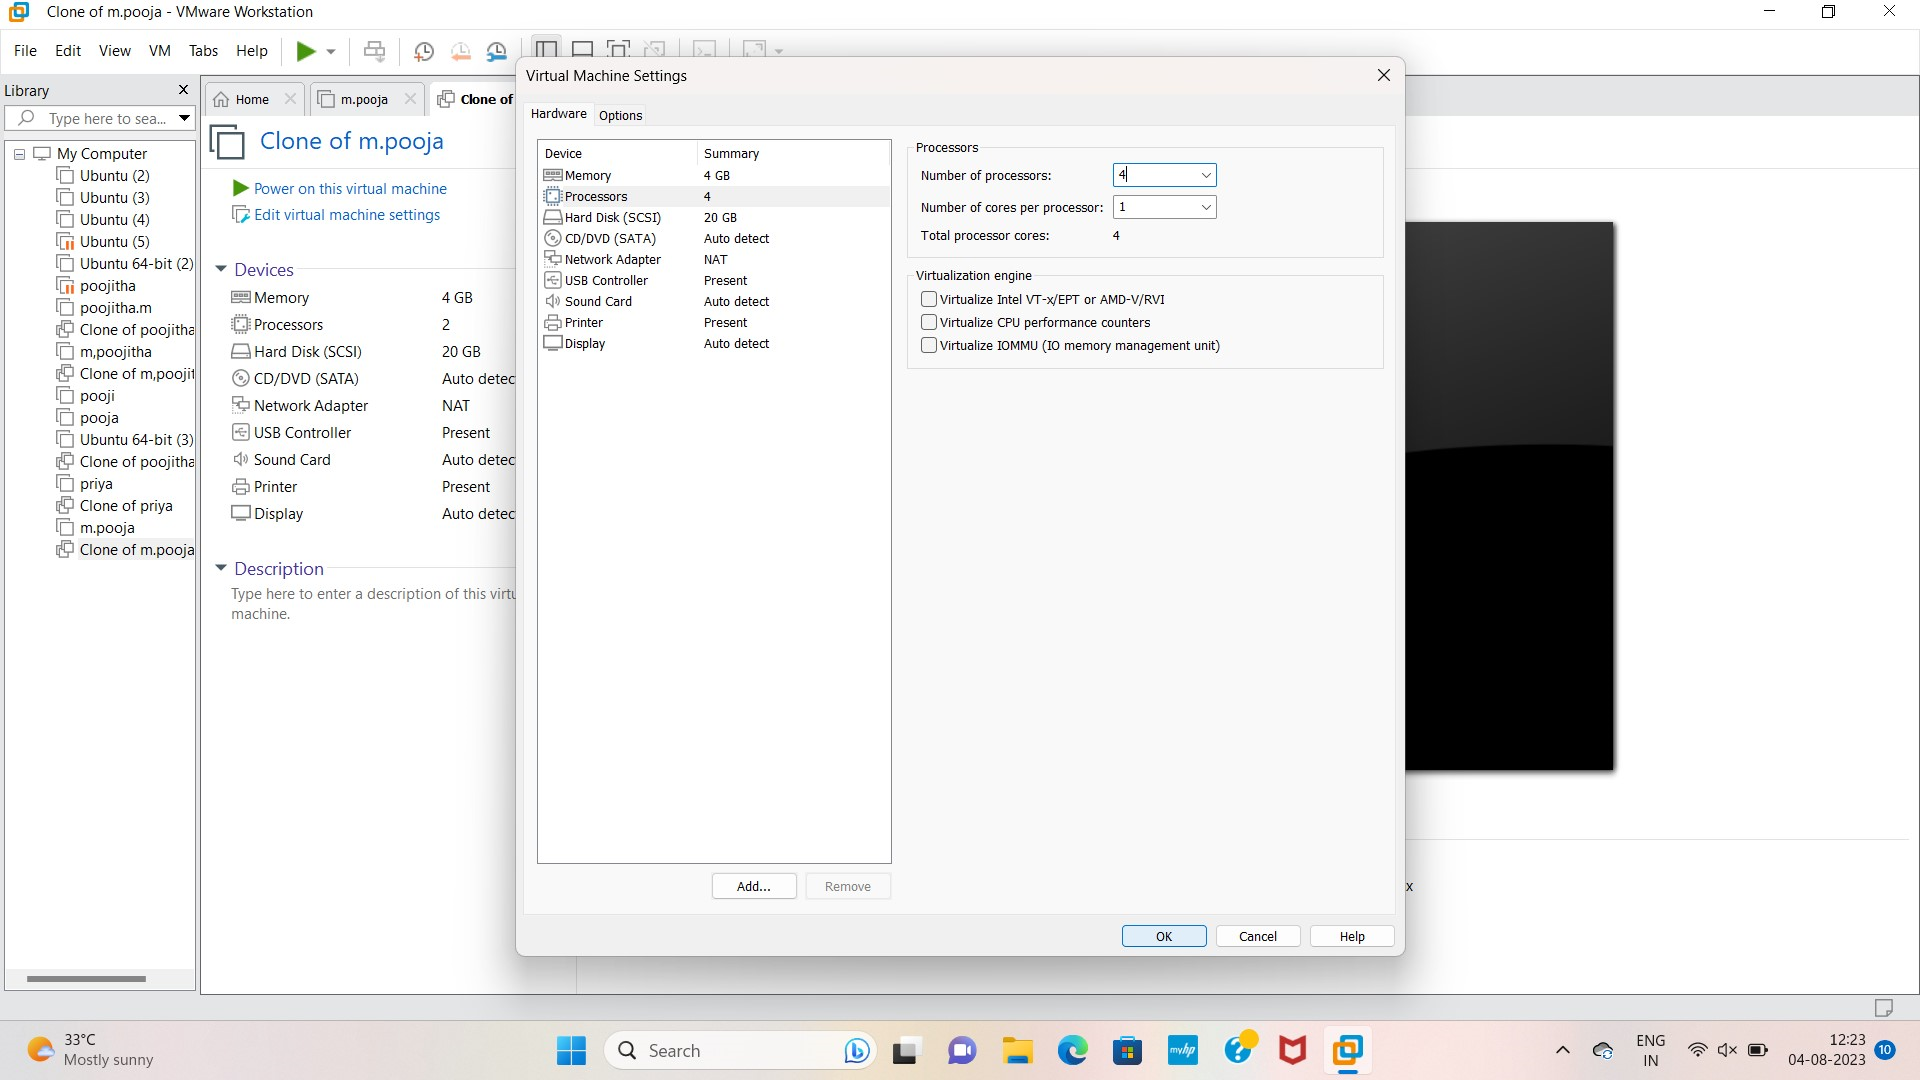 Clone of m.pooja - VMware Workstation
File Edit View VM Tabs Help
Library
Type here to sea...
My Computer
Ubuntu (2)
Ubuntu (3)
Ubuntu (4)
Ubuntu (5)
Ubuntu 64-bit (2)
poojitha
poojitha.m
Clone of poojitha
m,poojitha
Clone of m,poojit
pooji
pooja
Ubuntu 64-bit (3)
Clone of poojitha
priya
Clone of priya
m.pooja
Clone of m.pooja
Home m.pooja Clone of
Clone of m.pooja
Power on this virtual machine
Edit virtual machine settings
Devices
Memory 4 GB
Processors 2
Hard Disk (SCSI) 20 GB
CD/DVD (SATA) Auto detec
Network Adapter NAT
USB Controller Present
Sound Card Auto detec
Printer Present
Display Auto detec
Description
Type here to enter a description of this virtu
machine.
Virtual Machine Settings
Hardware Options
Device Summary
Memory 4 GB
Processors 4
Hard Disk (SCSI) 20 GB
CD/DVD (SATA) Auto detect
Network Adapter NAT
USB Controller Present
Sound Card Auto detect
Printer Present
Display Auto detect
Add... Remove
Processors
Number of processors: 4
Number of cores per processor: 1
Total processor cores: 4
Virtualization engine
Virtualize Intel VT-x/EPT or AMD-V/RVI
Virtualize CPU performance counters
Virtualize IOMMU (IO memory management unit)
OK Cancel Help
x
33°C
Mostly sunny
Search
myhp
ENG
IN
12:23
04-08-2023
10